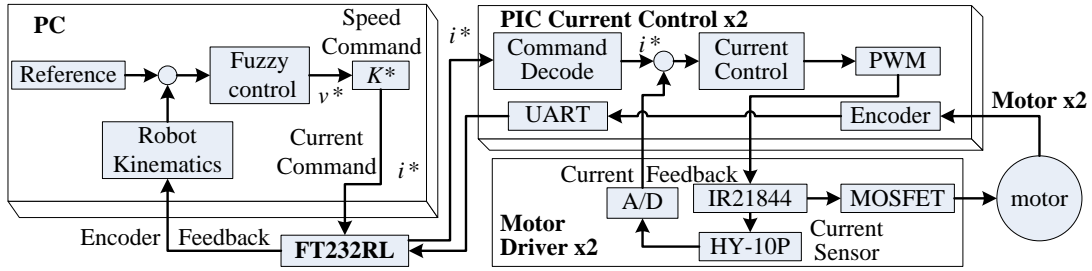 PC
Speed
Command
Reference
Fuzzy
control
v*
K*
Robot
Kinematics
Current
Command
i*
Encoder Feedback
FT232RL
i*
PIC Current Control x2
Command
Decode
i*
Current
Control
PWM
UART
Encoder
Motor x2
motor
Current Feedback
A/D
IR21844
MOSFET
Motor
Driver x2
HY-10P
Current
Sensor